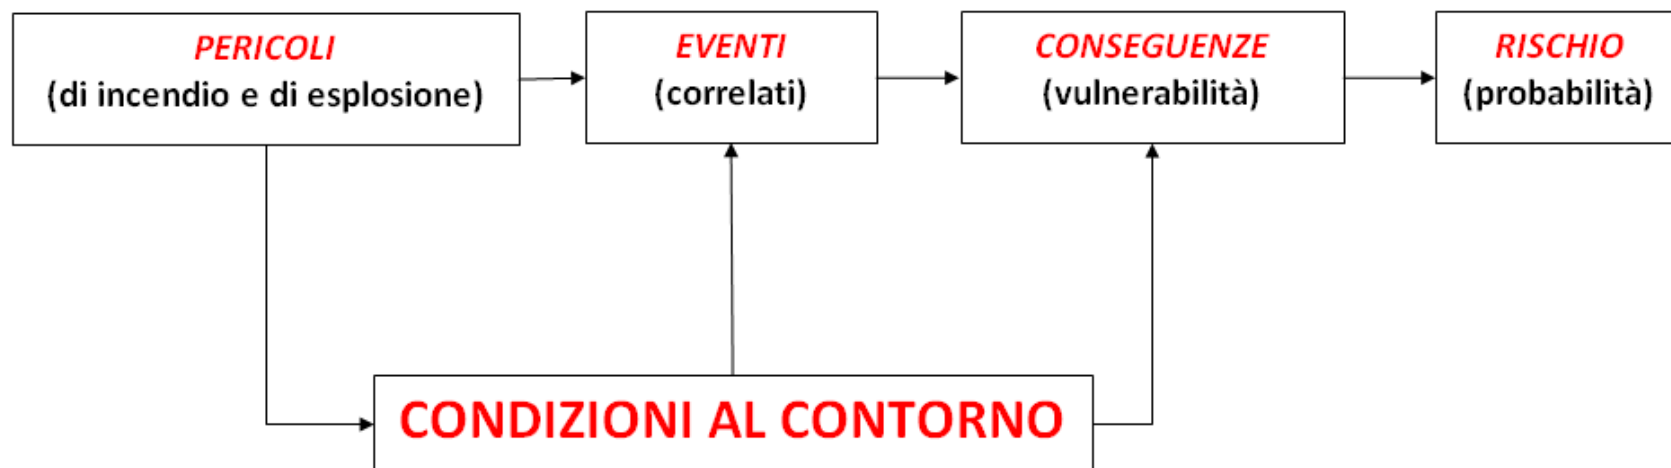 PERICOLI
(di incendio e di esplosione)
EVENTI
(correlati)
CONSEGUENZE
(vulnerabilità)
RISCHIO
(probabilità)
CONDIZIONI AL CONTORNO